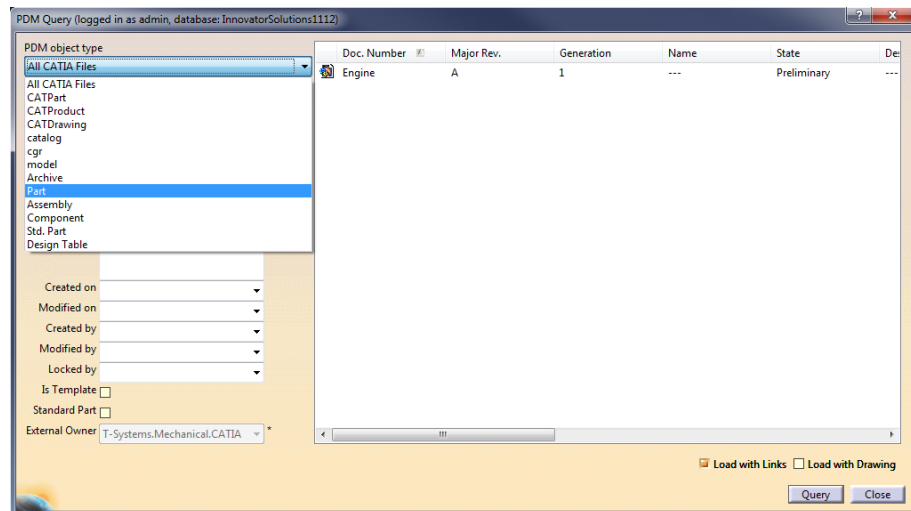 PDM Query (logged in as admin, database: InnovatorSolutions1112)
PDM object type
All CATIA Files
All CATIA Files
CATPart
CATProduct
CATDrawing
catalog
cgr
model
Archive
Part
Assembly
Component
Std. Part
Design Table
Created on
Modified on
Created by
Modified by
Locked by
Is Template
Standard Part
External Owner T-Systems.Mechanical.CATIA *
Doc. Number Major Rev. Generation Name State De
Engine A 1 --- Preliminary ---
Load with Links Load with Drawing
Query Close